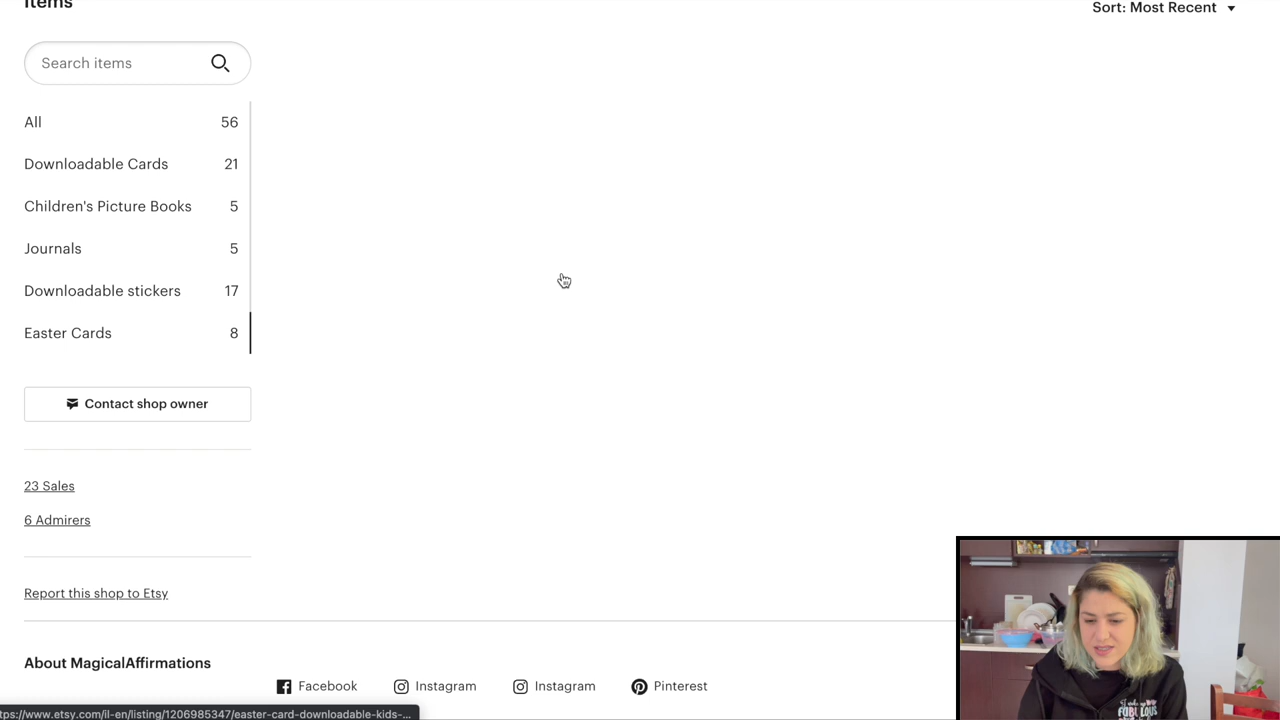 Items
Sort: Most Recent
Search items
All 56
Downloadable Cards 21
Children's Picture Books 5
Journals 5
Downloadable stickers 17
Easter Cards 8
Contact shop owner
23 Sales
6 Admirers
Report this shop to Etsy
About MagicalAffirmations
Facebook Instagram Instagram Pinterest
tps://www.etsy.com/il-en/listing/1206985347/easter-card-downloadable-kids-...
FABULOUS